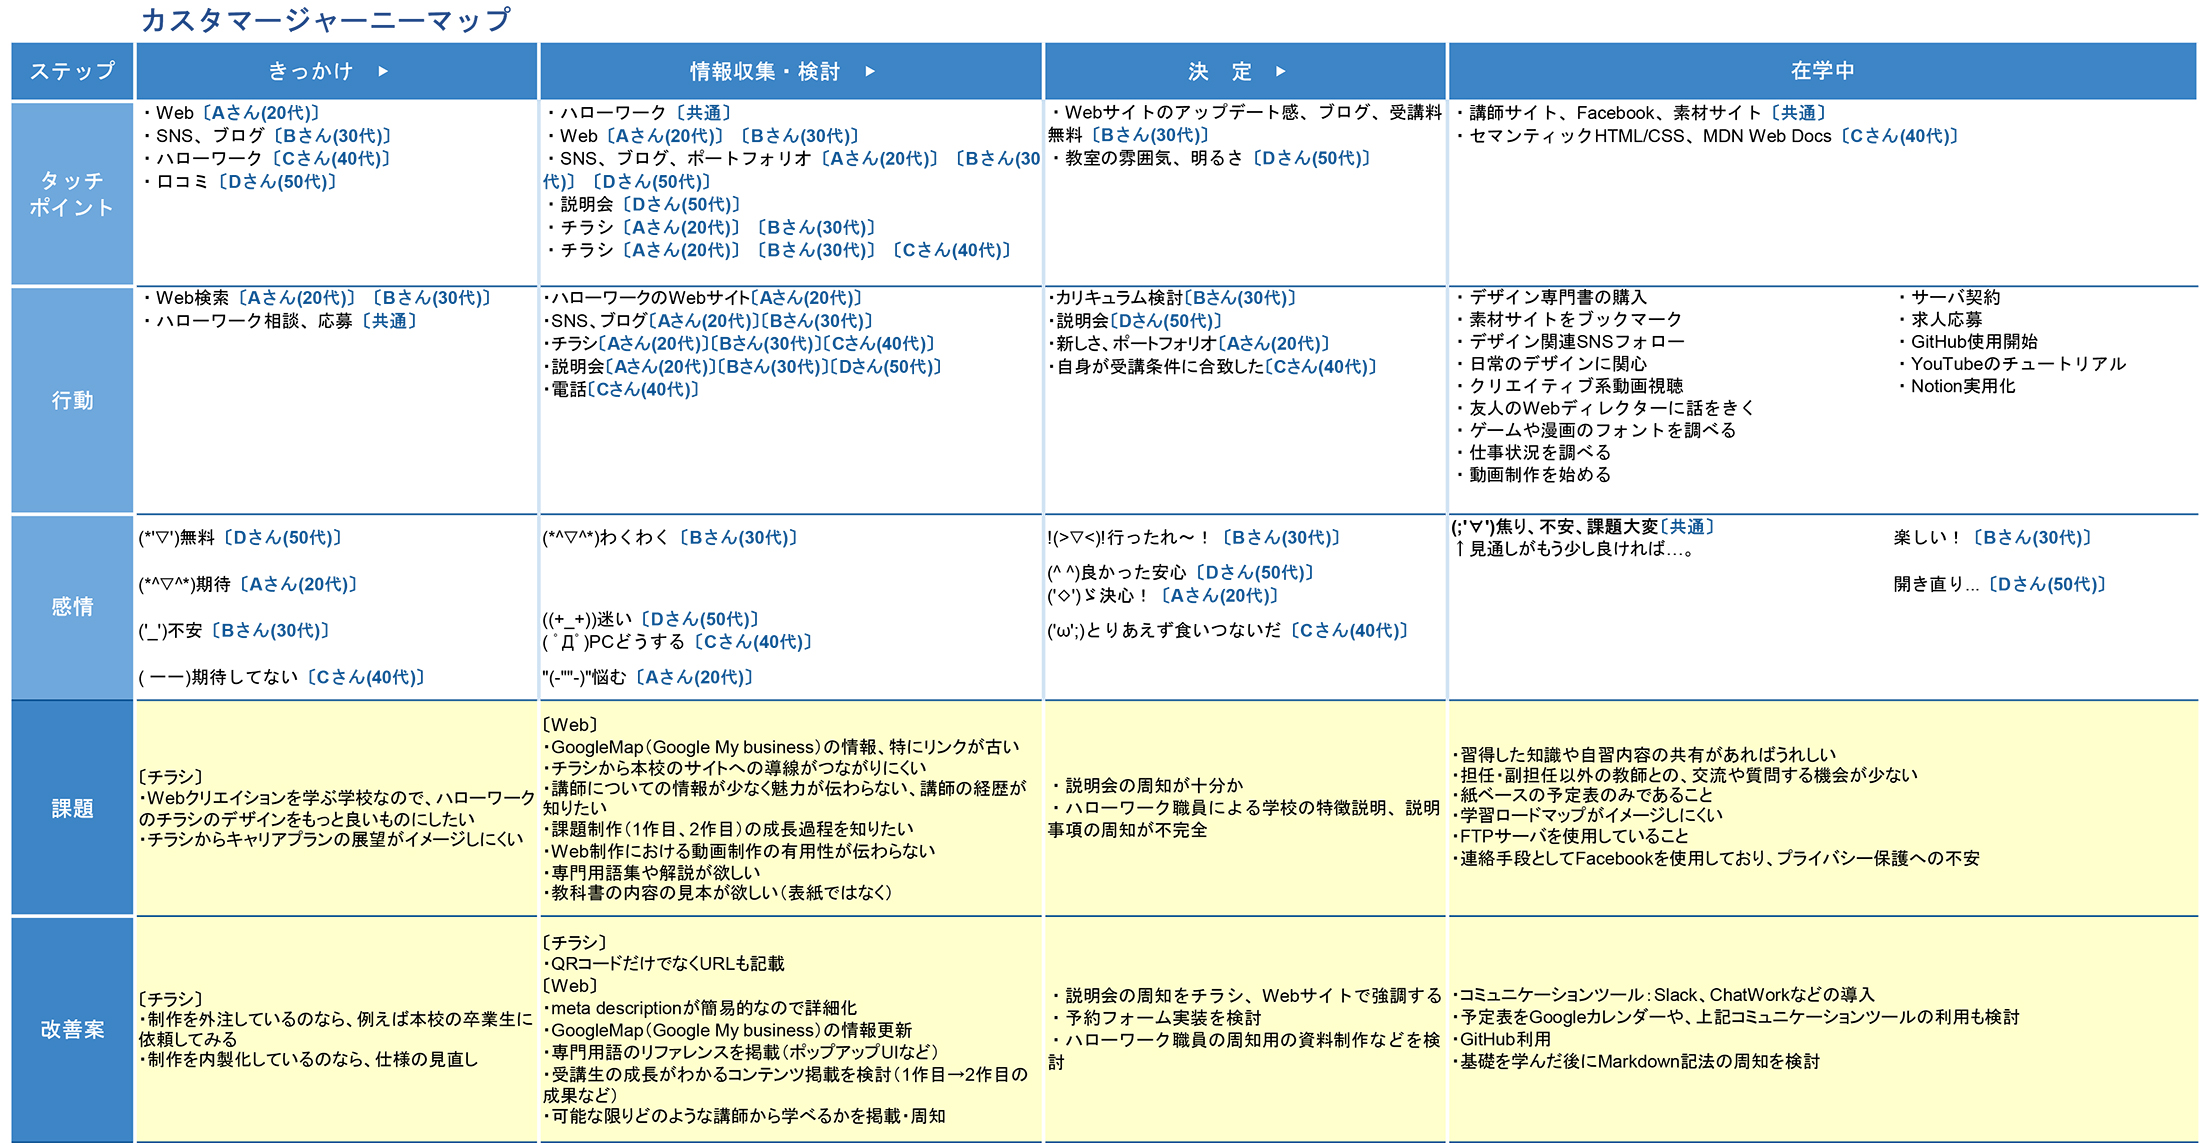 カスタマージャーニーマップ
ステップ
きっかけ ▶
情報収集・検討 ▶
決　定 ▶
在学中
タッチ
ポイント
・Web〔Aさん(20代)〕
・SNS、ブログ〔Bさん(30代)〕
・ハローワーク〔Cさん(40代)〕
・口コミ〔Dさん(50代)〕
・ハローワーク〔共通〕
・Web〔Aさん(20代)〕〔Bさん(30代)〕
・SNS、ブログ、ポートフォリオ〔Aさん(20代)〕〔Bさん(30
代)〕〔Dさん(50代)〕
・説明会〔Dさん(50代)〕
・チラシ〔Aさん(20代)〕〔Bさん(30代)〕
・チラシ〔Aさん(20代)〕〔Bさん(30代)〕〔Cさん(40代)〕
・Webサイトのアップデート感、ブログ、受講料
無料〔Bさん(30代)〕
・教室の雰囲気、明るさ〔Dさん(50代)〕
・講師サイト、Facebook、素材サイト〔共通〕
・セマンティックHTML/CSS、MDN Web Docs〔Cさん(40代)〕
行動
・Web検索〔Aさん(20代)〕〔Bさん(30代)〕
・ハローワーク相談、応募〔共通〕
・ハローワークのWebサイト〔Aさん(20代)〕
・SNS、ブログ〔Aさん(20代)〕〔Bさん(30代)〕
・チラシ〔Aさん(20代)〕〔Bさん(30代)〕〔Cさん(40代)〕
・説明会〔Aさん(20代)〕〔Bさん(30代)〕〔Dさん(50代)〕
・電話〔Cさん(40代)〕
・カリキュラム検討〔Bさん(30代)〕
・説明会〔Dさん(50代)〕
・新しさ、ポートフォリオ〔Aさん(20代)〕
・自身が受講条件に合致した〔Cさん(40代)〕
・デザイン専門書の購入
・素材サイトをブックマーク
・デザイン関連SNSフォロー
・日常のデザインに関心
・クリエイティブ系動画視聴
・友人のWebディレクターに話をきく
・ゲームや漫画のフォントを調べる
・仕事状況を調べる
・動画制作を始める
・サーバ契約
・求人応募
・GitHub使用開始
・YouTubeのチュートリアル
・Notion実用化
感情
(*'▽')無料〔Dさん(50代)〕
(*^▽^*)期待〔Aさん(20代)〕
('_')不安〔Bさん(30代)〕
( ーー)期待してない〔Cさん(40代)〕
(*^▽^*)わくわく〔Bさん(30代)〕
((+_+))迷い〔Dさん(50代)〕
( ﾟДﾟ)PCどうする〔Cさん(40代)〕
"(-""-)"悩む〔Aさん(20代)〕
!(>▽<)!行ったれ～！〔Bさん(30代)〕
(^ ^)良かった安心〔Dさん(50代)〕
('◇')ゞ決心！〔Aさん(20代)〕
('ω';)とりあえず食いつないだ〔Cさん(40代)〕
(;'∀')焦り、不安、課題大変〔共通〕
↑見通しがもう少し良ければ…。
楽しい！〔Bさん(30代)〕
開き直り…〔Dさん(50代)〕
課題
〔チラシ〕
・Webクリエイションを学ぶ学校なので、ハローワーク
のチラシのデザインをもっと良いものにしたい
・チラシからキャリアプランの展望がイメージしにくい
〔Web〕
・GoogleMap（Google My business）の情報、特にリンクが古い
・チラシから本校のサイトへの導線がつながりにくい
・講師についての情報が少なく魅力が伝わらない、講師の経歴が
知りたい
・課題制作（1作目、2作目）の成長過程を知りたい
・Web制作における動画制作の有用性が伝わらない
・専門用語集や解説が欲しい
・教科書の内容の見本が欲しい（表紙ではなく）
・説明会の周知が十分か
・ハローワーク職員による学校の特徴説明、説明
事項の周知が不完全
・習得した知識や自習内容の共有があればうれしい
・担任・副担任以外の教師との、交流や質問する機会が少ない
・紙ベースの予定表のみであること
・学習ロードマップがイメージしにくい
・FTPサーバを使用していること
・連絡手段としてFacebookを使用しており、プライバシー保護への不安
改善案
〔チラシ〕
・制作を外注しているのなら、例えば本校の卒業生に
依頼してみる
・制作を内製化しているのなら、仕様の見直し
〔チラシ〕
・QRコードだけでなくURLも記載
〔Web〕
・meta descriptionが簡易的なので詳細化
・GoogleMap（Google My business）の情報更新
・専門用語のリファレンスを掲載（ポップアップUIなど）
・受講生の成長がわかるコンテンツ掲載を検討（1作目→2作目の
成果など）
・可能な限りどのような講師から学べるかを掲載・周知
・説明会の周知をチラシ、Webサイトで強調する
・予約フォーム実装を検討
・ハローワーク職員の周知用の資料制作などを検
討
・コミュニケーションツール：Slack、ChatWorkなどの導入
・予定表をGoogleカレンダーや、上記コミュニケーションツールの利用も検討
・GitHub利用
・基礎を学んだ後にMarkdown記法の周知を検討